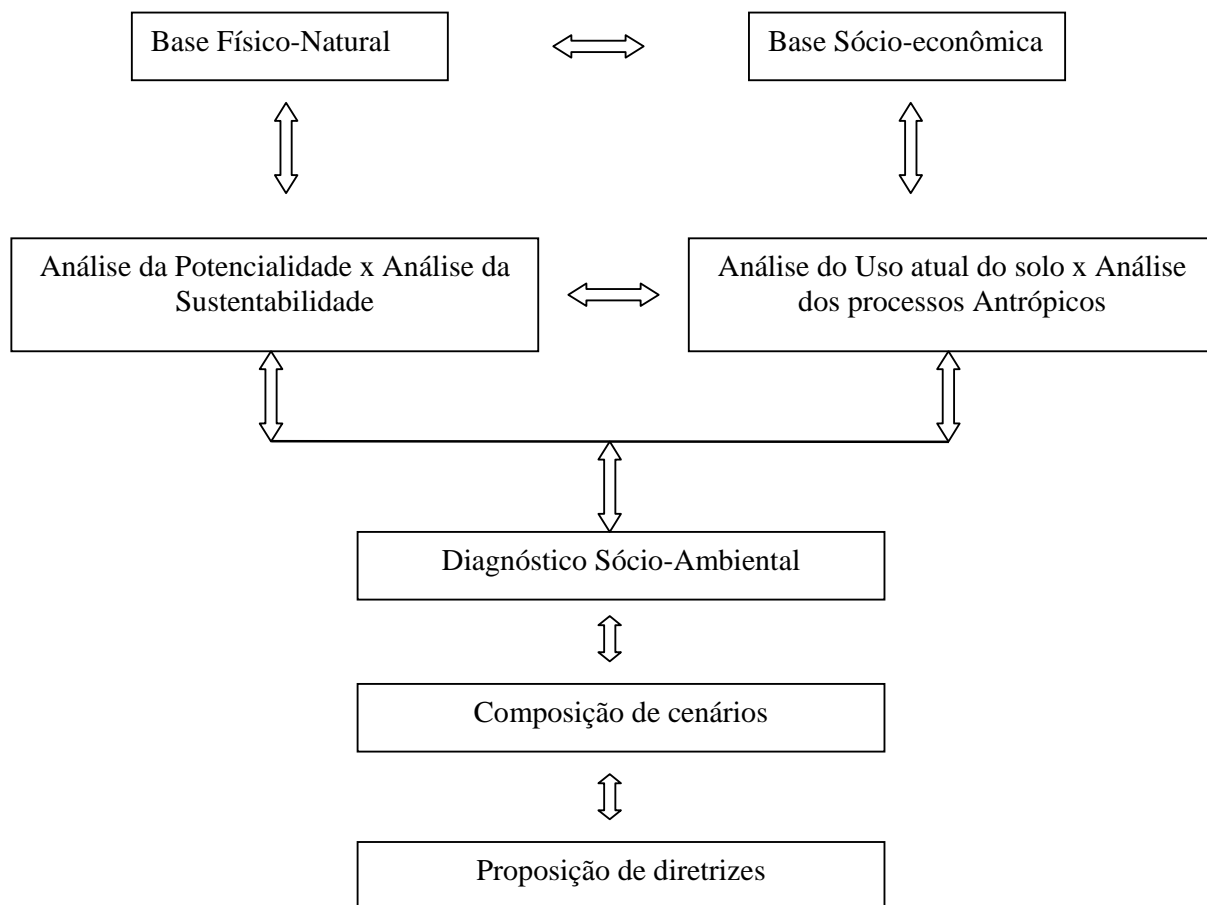 Base Físico-Natural
Base Sócio-econômica
Análise da Potencialidade x Análise da
Sustentabilidade
Análise do Uso atual do solo x Análise
dos processos Antrópicos
Diagnóstico Sócio-Ambiental
Composição de cenários
Proposição de diretrizes